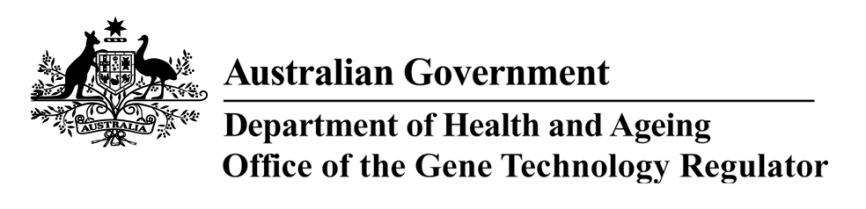 AUSTRALIA
Australian Government
Department of Health and Ageing
Office of the Gene Technology Regulator